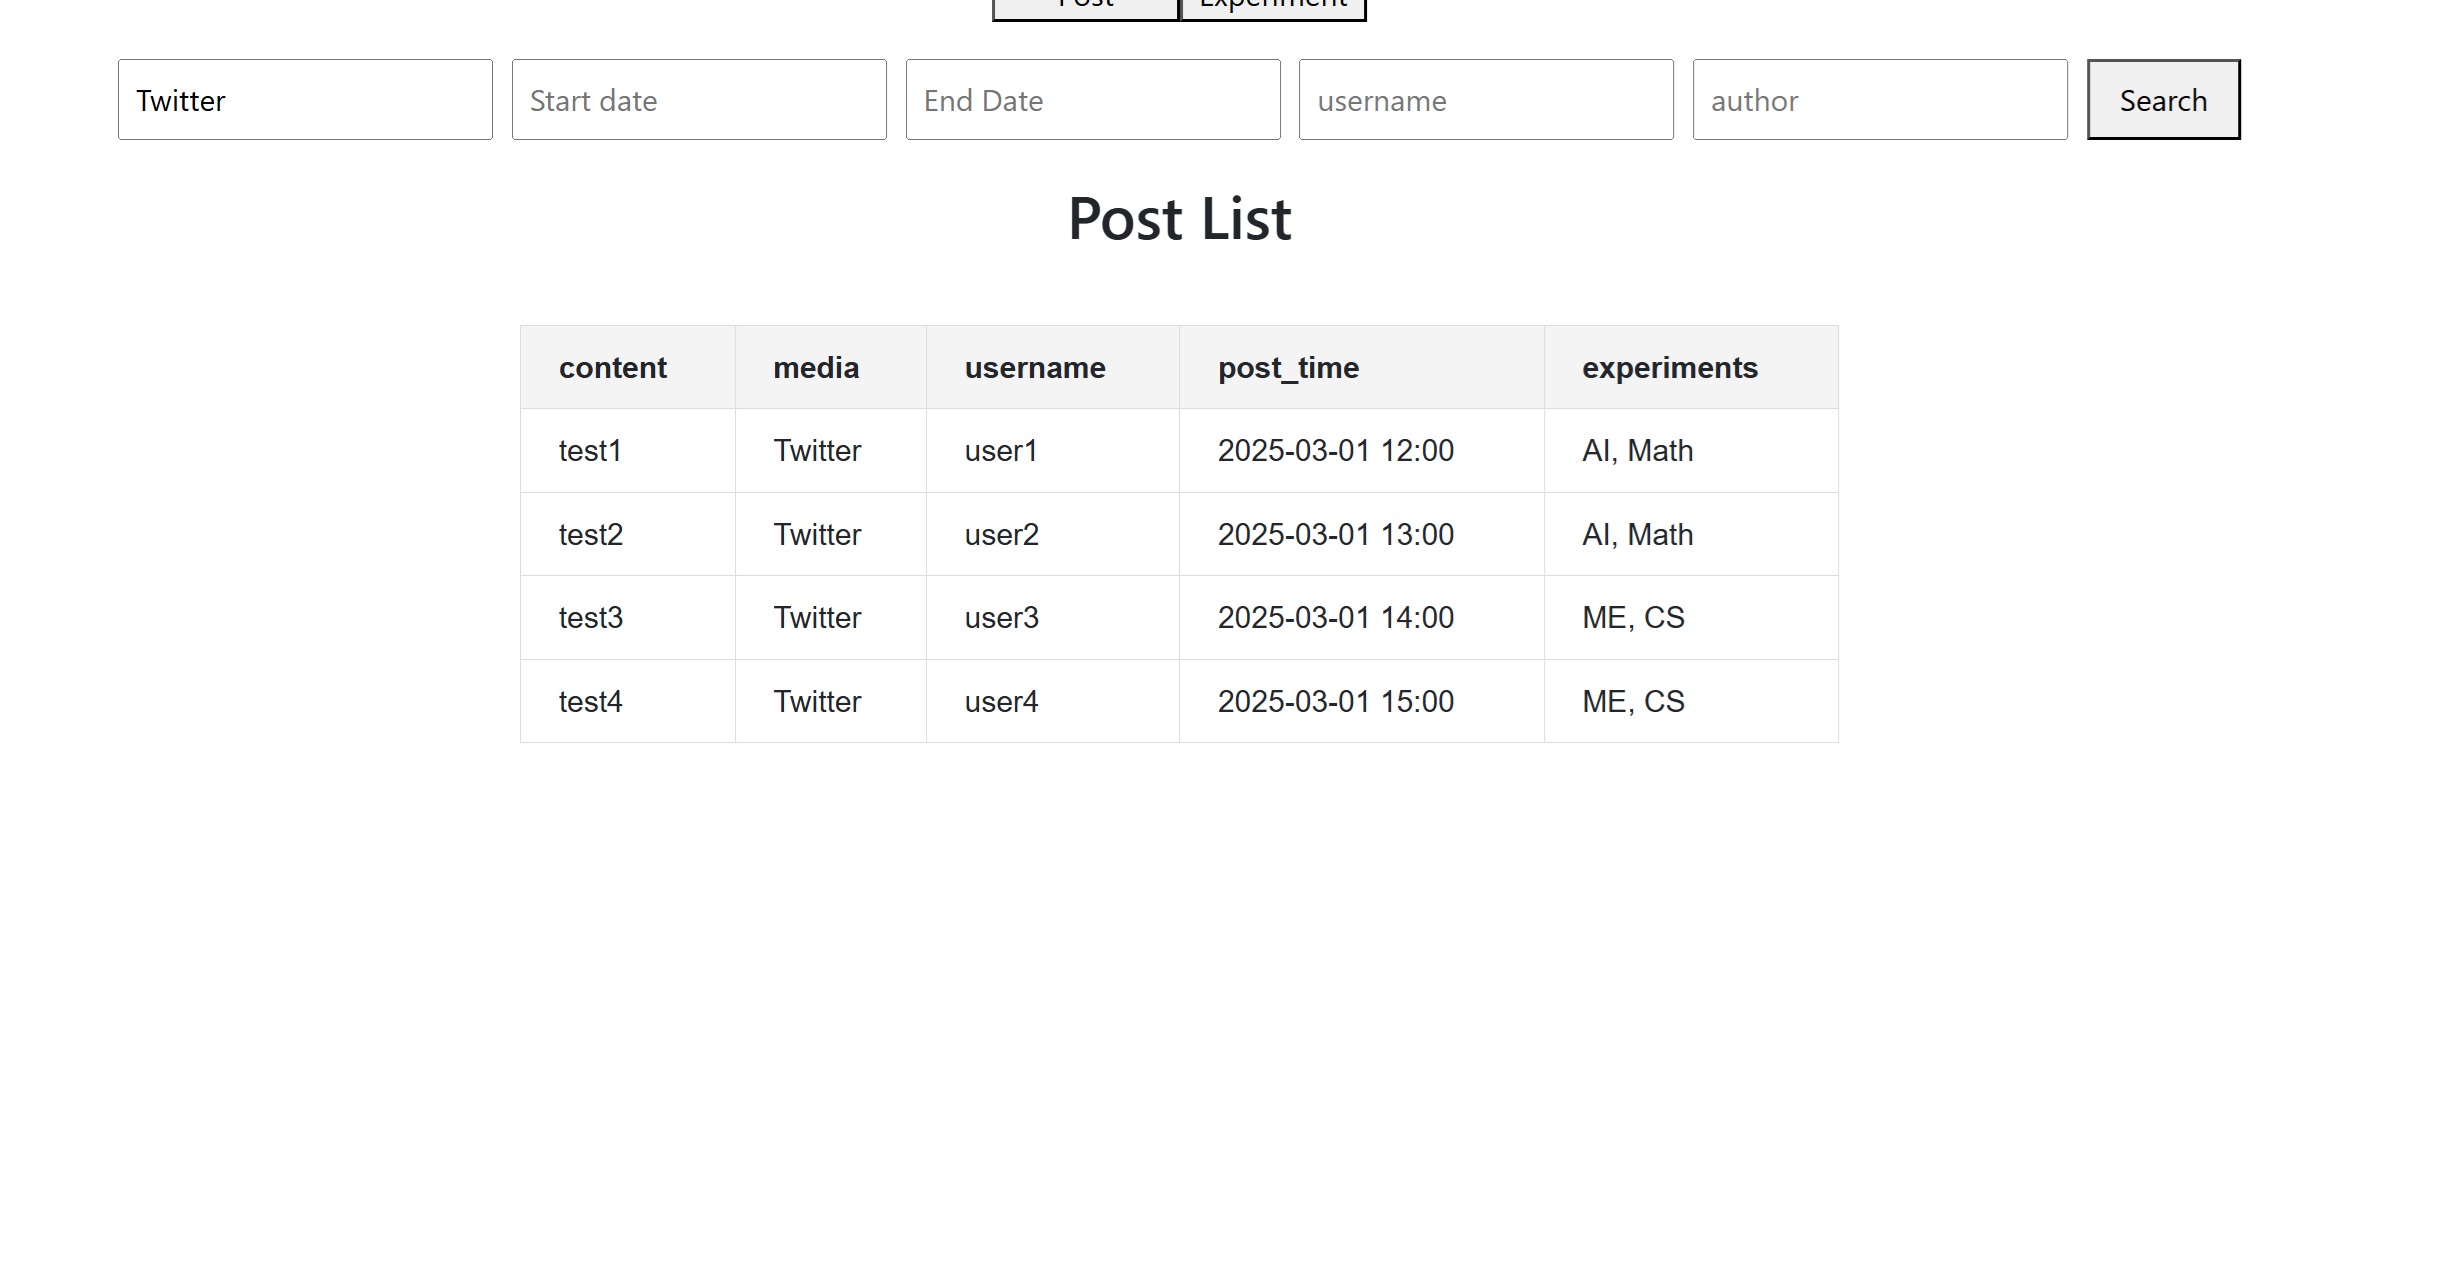 Post Experiment
Twitter Start date End Date username author Search
Post List
content media username post_time experiments
test1 Twitter user1 2025-03-01 12:00 AI, Math
test2 Twitter user2 2025-03-01 13:00 AI, Math
test3 Twitter user3 2025-03-01 14:00 ME, CS
test4 Twitter user4 2025-03-01 15:00 ME, CS